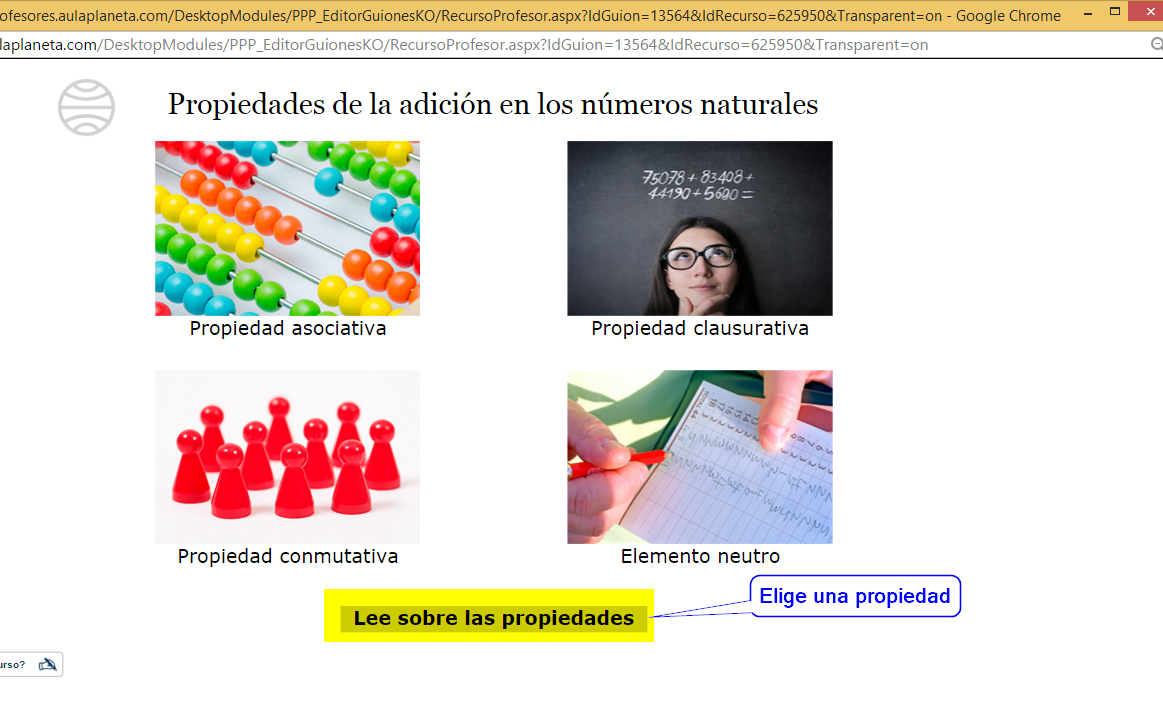 ofesores.aulaplaneta.com/DesktopModules/PPP_EditorGuionesKO/RecursoProfesor.aspx?IdGuion=13564&IdRecurso=625950&Transparent=on - Google Chrome
laplaneta.com/DesktopModules/PPP_EditorGuionesKO/RecursoProfesor.aspx?IdGuion=13564&IdRecurso=625950&Transparent=on
Propiedades de la adición en los números naturales
75078 + 83408 +
44190 + 5690 =
Propiedad asociativa
Propiedad clausurativa
TOTAL 44
Propiedad conmutativa
Elemento neutro
Elige una propiedad
Lee sobre las propiedades
urso?